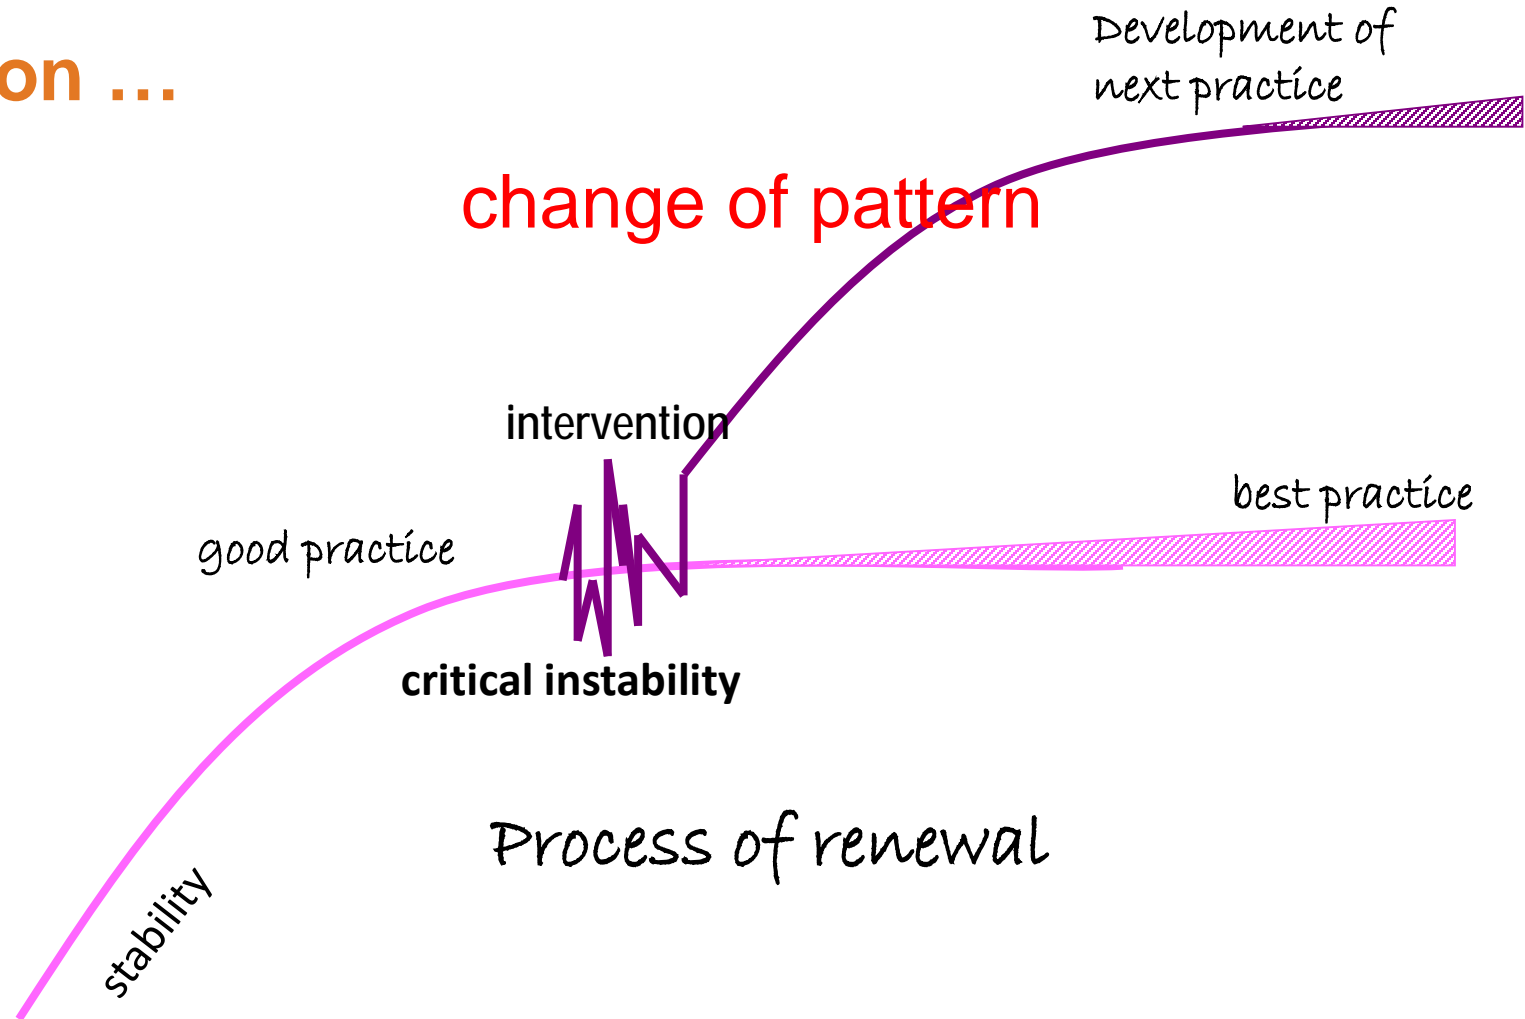 on ...
Development of
next practice
change of pattern
intervention
best practice
good practice
critical instability
Process of renewal
stability